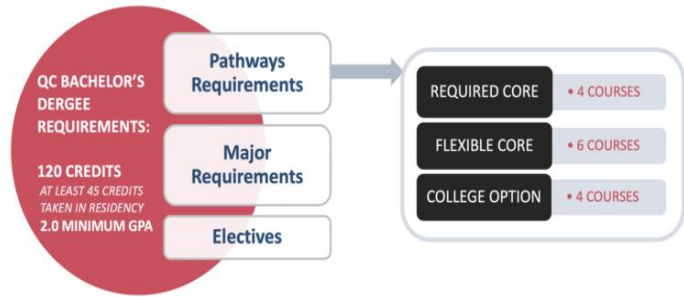 QC BACHELOR'S
DERGEE
REQUIREMENTS:
120 CREDITS
AT LEAST 45 CREDITS
TAKEN IN RESIDENCY
2.0 MINIMUM GPA
Pathways
Requirements
Major
Requirements
Electives
REQUIRED CORE
• 4 COURSES
FLEXIBLE CORE
• 6 COURSES
COLLEGE OPTION
• 4 COURSES